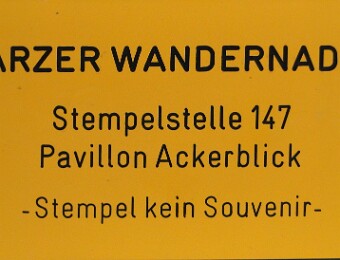 ARZER WANDERNAD
Stempelstelle 147
Pavillon Ackerblick
-Stempel kein Souvenir-